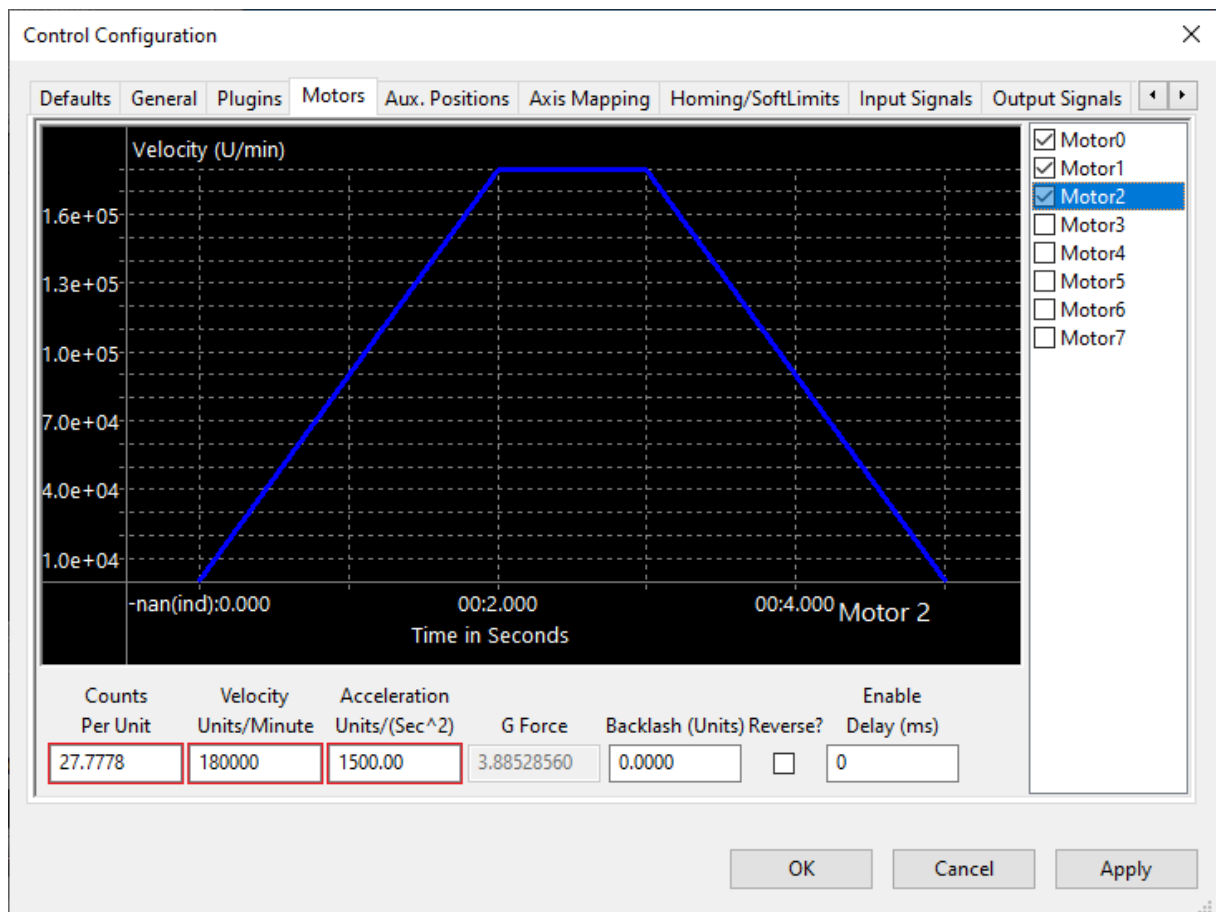 Control Configuration
Defaults General Plugins Motors Aux. Positions Axis Mapping Homing/SoftLimits Input Signals Output Signals
Velocity (U/min)
1.6e+05
1.3e+05
1.0e+05
7.0e+04
4.0e+04
1.0e+04
-nan(ind):0.000 00:2.000 00:4.000
Motor 2
Time in Seconds
Motor0
Motor1
Motor2
Motor3
Motor4
Motor5
Motor6
Motor7
Counts Velocity Acceleration Enable
Per Unit Units/Minute Units/(Sec^2) G Force Backlash (Units) Reverse? Delay (ms)
27.7778 180000 1500.00 3.88528560 0.0000 0
OK Cancel Apply